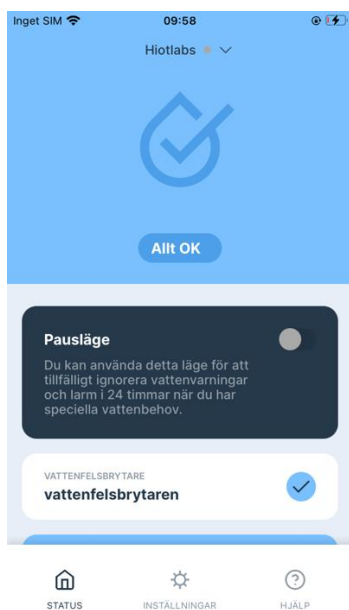 Inget SIM 09:58
Hiotlabs
Allt OK
Pausläge
Du kan använda detta läge för att
tillfälligt ignorera vattenvarningar
och larm i 24 timmar när du har
speciella vattenbehov.
VATTENFELSBRYTARE
vattenfelsbrytaren
STATUS INSTÄLLNINGAR HJÄLP